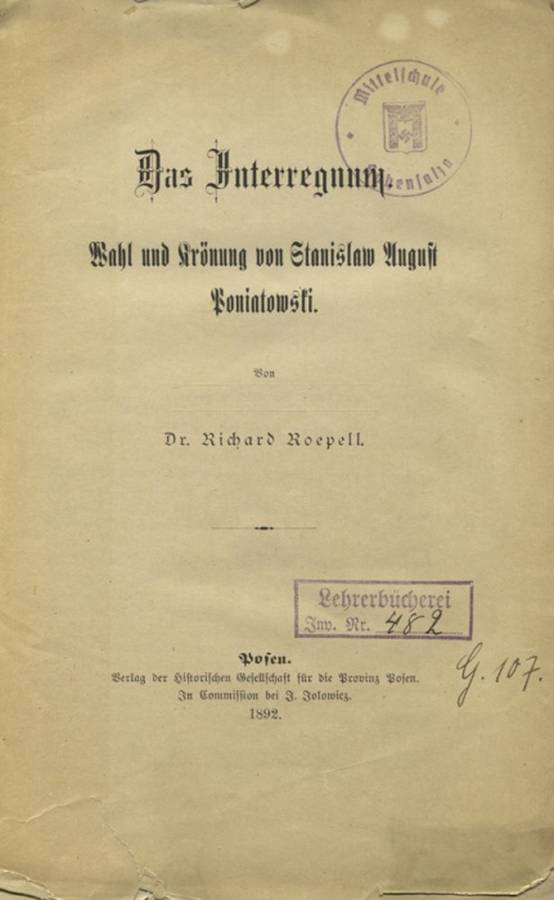 Mittelschule
Hohensalza
Das Interregnum.
Wahl und Krönung von Stanislaw August
Poniatowski.
Von
Dr. Richard Roepell.
Lehrerbücherei
Inv. Nr. 482
G. 107.
Posen.
Verlag der Historischen Gesellschaft für die Provinz Posen.
In Commission bei J. Jolowicz.
1892.